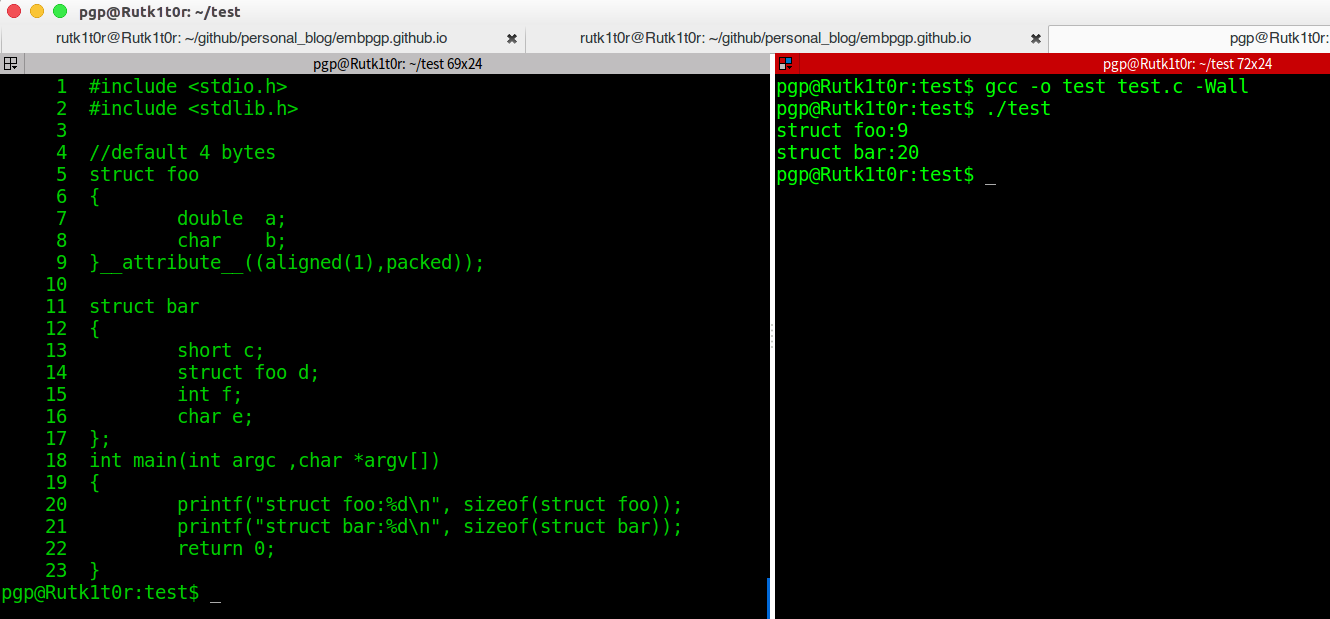 pgp@Rutk1t0r: ~/test
rutk1t0r@Rutk1t0r: ~/github/personal_blog/embpgp.github.io
rutk1t0r@Rutk1t0r: ~/github/personal_blog/embpgp.github.io
pgp@Rutk1t0r:
pgp@Rutk1t0r: ~/test 69x24
1 #include <stdio.h>
2 #include <stdlib.h>
3
4 //default 4 bytes
5 struct foo
6 {
7         double  a;
8         char    b;
9 }__attribute__((aligned(1),packed));
10
11 struct bar
12 {
13         short c;
14         struct foo d;
15         int f;
16         char e;
17 };
18 int main(int argc ,char *argv[])
19 {
20         printf("struct foo:%d\n", sizeof(struct foo));
21         printf("struct bar:%d\n", sizeof(struct bar));
22         return 0;
23 }
pgp@Rutk1t0r:test$ _
pgp@Rutk1t0r: ~/test 72x24
pgp@Rutk1t0r:test$ gcc -o test test.c -Wall
pgp@Rutk1t0r:test$ ./test
struct foo:9
struct bar:20
pgp@Rutk1t0r:test$ _